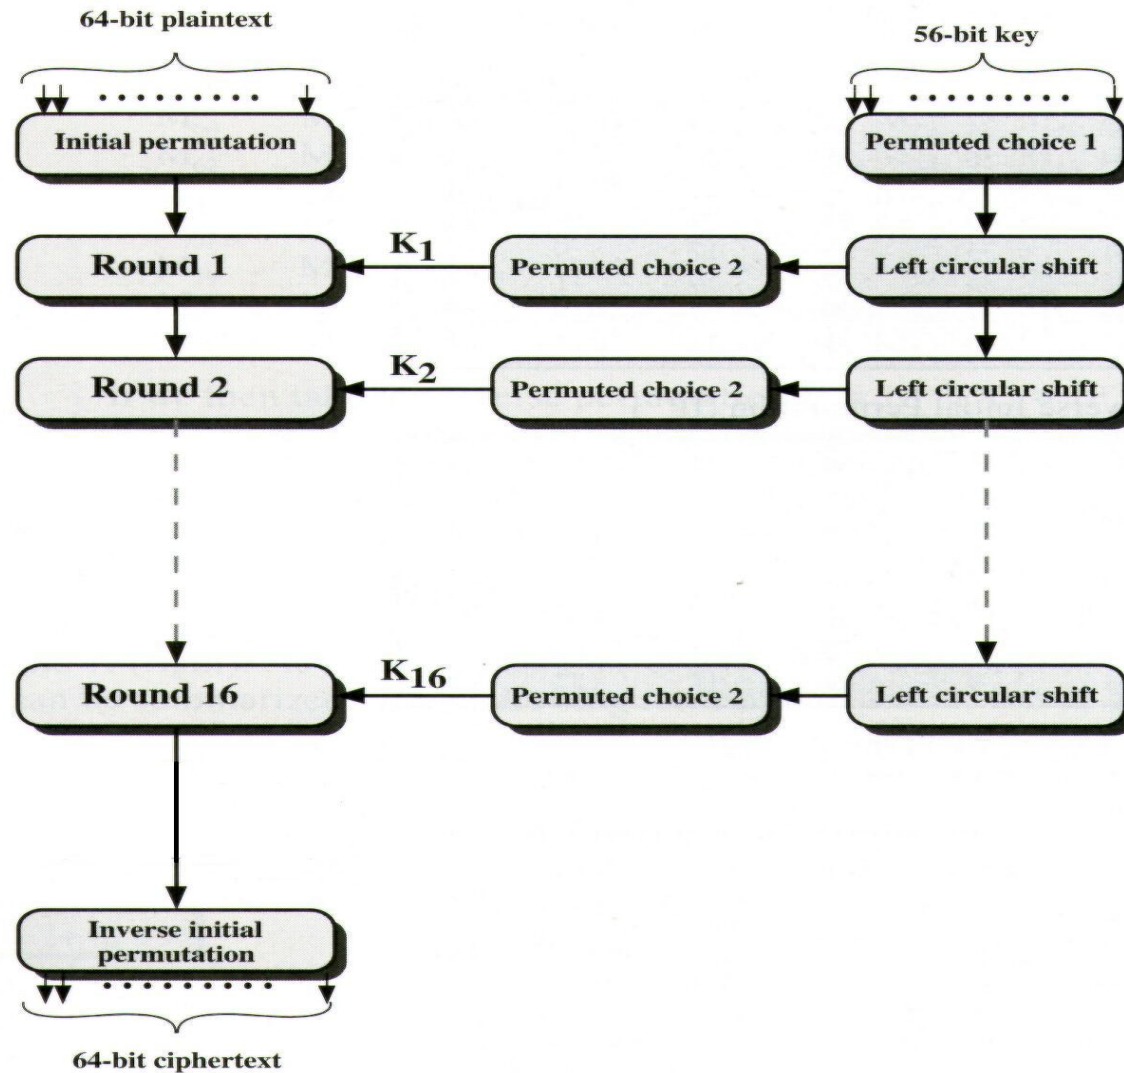 64-bit plaintext
56-bit key
Initial permutation
Permuted choice 1
Round 1
K1
Permuted choice 2
Left circular shift
Round 2
K2
Permuted choice 2
Left circular shift
Round 16
K16
Permuted choice 2
Left circular shift
Inverse initial
permutation
64-bit ciphertext